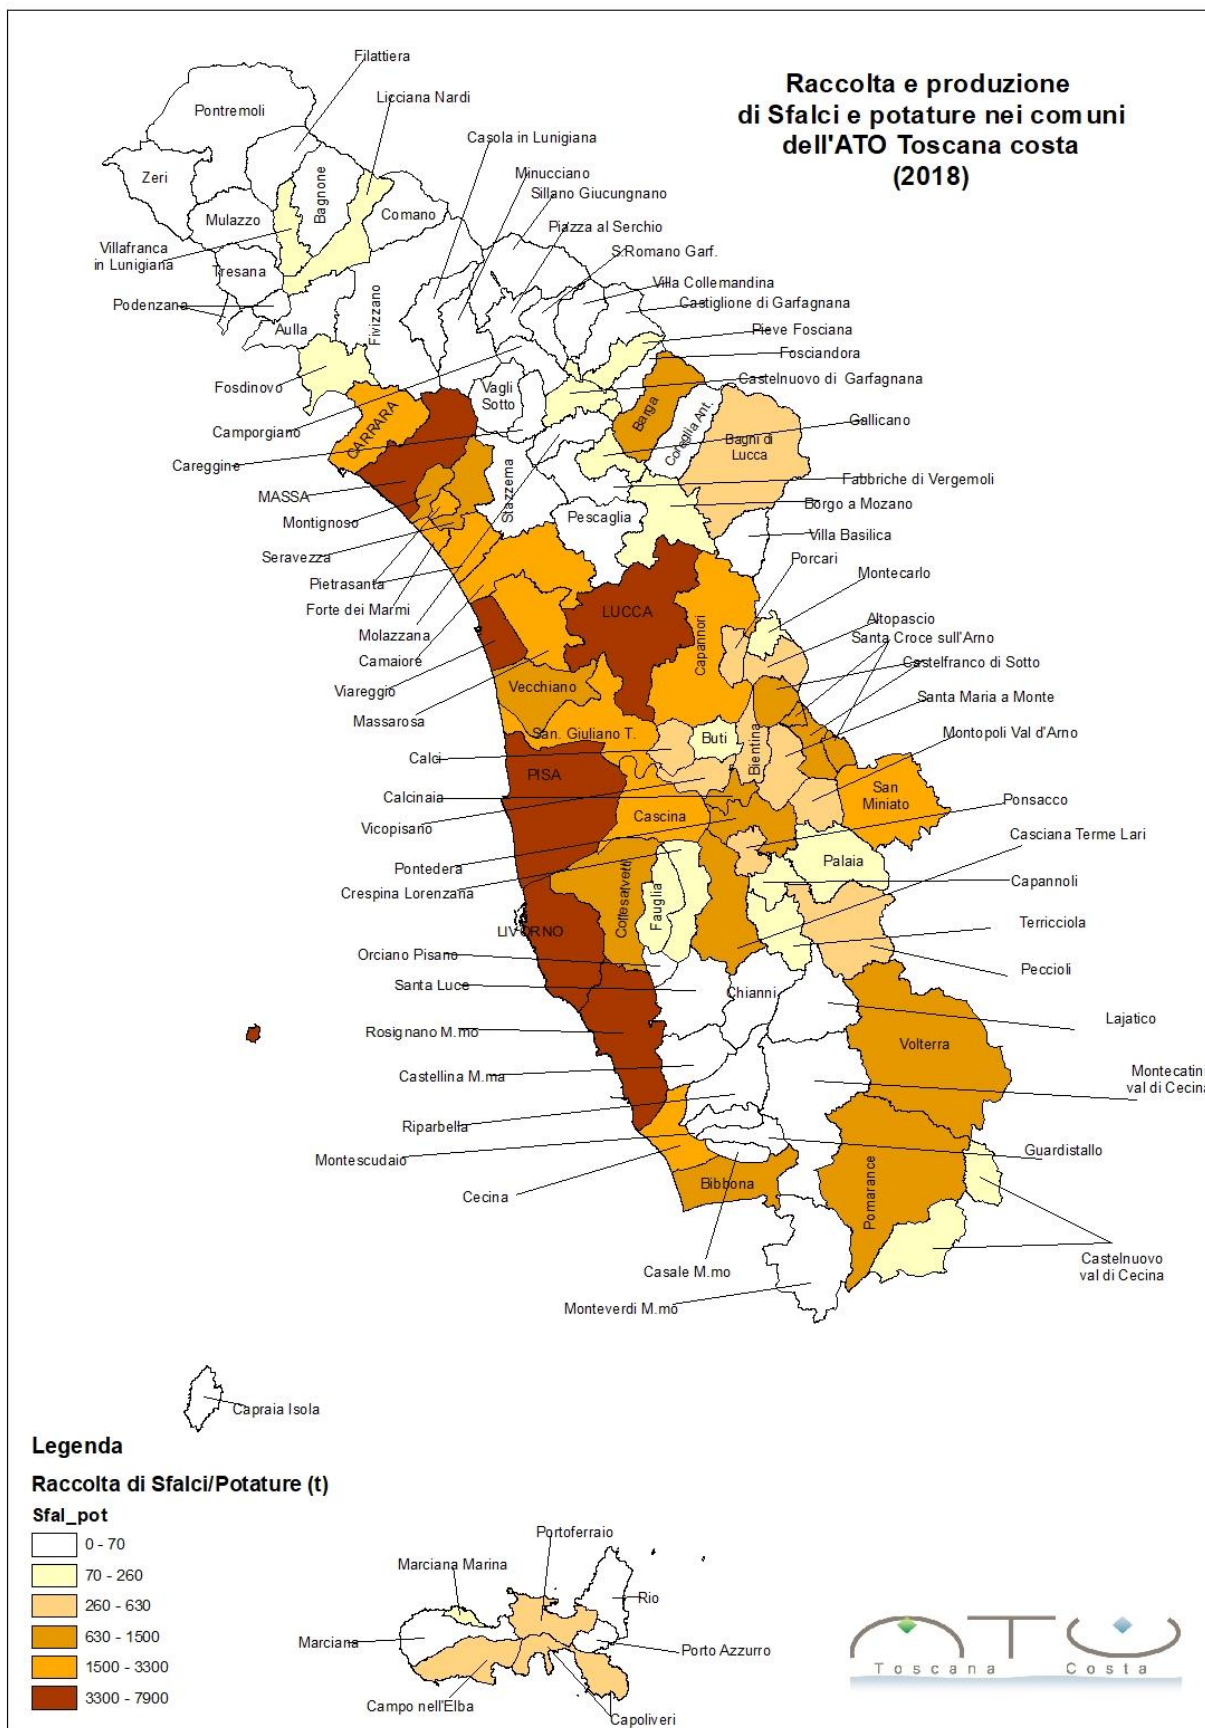 Raccolta e produzione
di Sfalci e potature nei comuni
dell'ATO Toscana costa
(2018)
Filattiera
Licciana Nardi
Pontremoli
Casola in Lunigiana
Minucciano
Zeri
Sillano Giucungnano
Bagnone
Comano
Mulazzo
Piazza al Serchio
Villafranca
in Lunigiana
S.Romano Garf.
Tresana
Villa Collemandina
Podenzana
Castiglione di Garfagnana
Aulla
Fivizzano
Pieve Fosciana
Fosciandora
Fosdinovo
Vagli
Sotto
Castelnuovo di Garfagnana
CARRARA
Barga
Coreglia Ant.
Gallicano
Camporgiano
Bagni di
Lucca
Careggine
Fabbriche di Vergemoli
MASSA
Stazzema
Borgo a Mozano
Montignoso
Pescaglia
Villa Basilica
Seravezza
Porcari
Pietrasanta
Montecarlo
Forte dei Marmi
LUCCA
Altopascio
Molazzana
Capannori
Santa Croce sull'Arno
Camaiore
Castelfranco di Sotto
Viareggio
Vecchiano
Santa Maria a Monte
Massarosa
San. Giuliano T.
Buti
Bientina
Montopoli Val d'Arno
Calci
PISA
San
Miniato
Calcinaia
Ponsacco
Vicopisano
Cascina
Casciana Terme Lari
Pontedera
Palaia
Crespina Lorenzana
Capannoli
Collesalvetti
Fauglia
Terricciola
LIVORNO
Orciano Pisano
Peccioli
Santa Luce
Chianni
Lajatico
Rosignano M.mo
Volterra
Castellina M.ma
Montecatini
val di Cecina
Riparbella
Guardistallo
Montescudaio
Cecina
Bibbona
Pomarance
Casale M.mo
Castelnuovo
val di Cecina
Monteverdi M.mo
Capraia Isola
Legenda
Raccolta di Sfalci/Potature (t)
Sfal_pot
0 - 70
70 - 260
260 - 630
630 - 1500
1500 - 3300
3300 - 7900
Portoferraio
Marciana Marina
Rio
Marciana
Porto Azzurro
Campo nell'Elba
Capoliveri
ATO
Toscana Costa